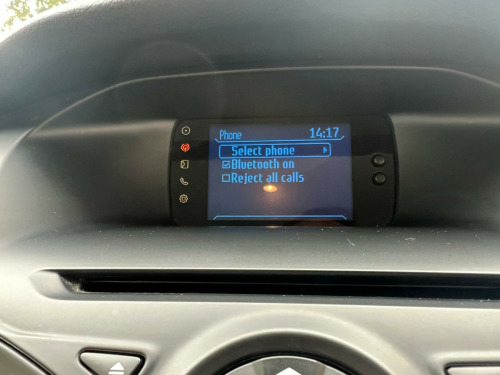 Phone 14:17
Select phone
Bluetooth on
Reject all calls